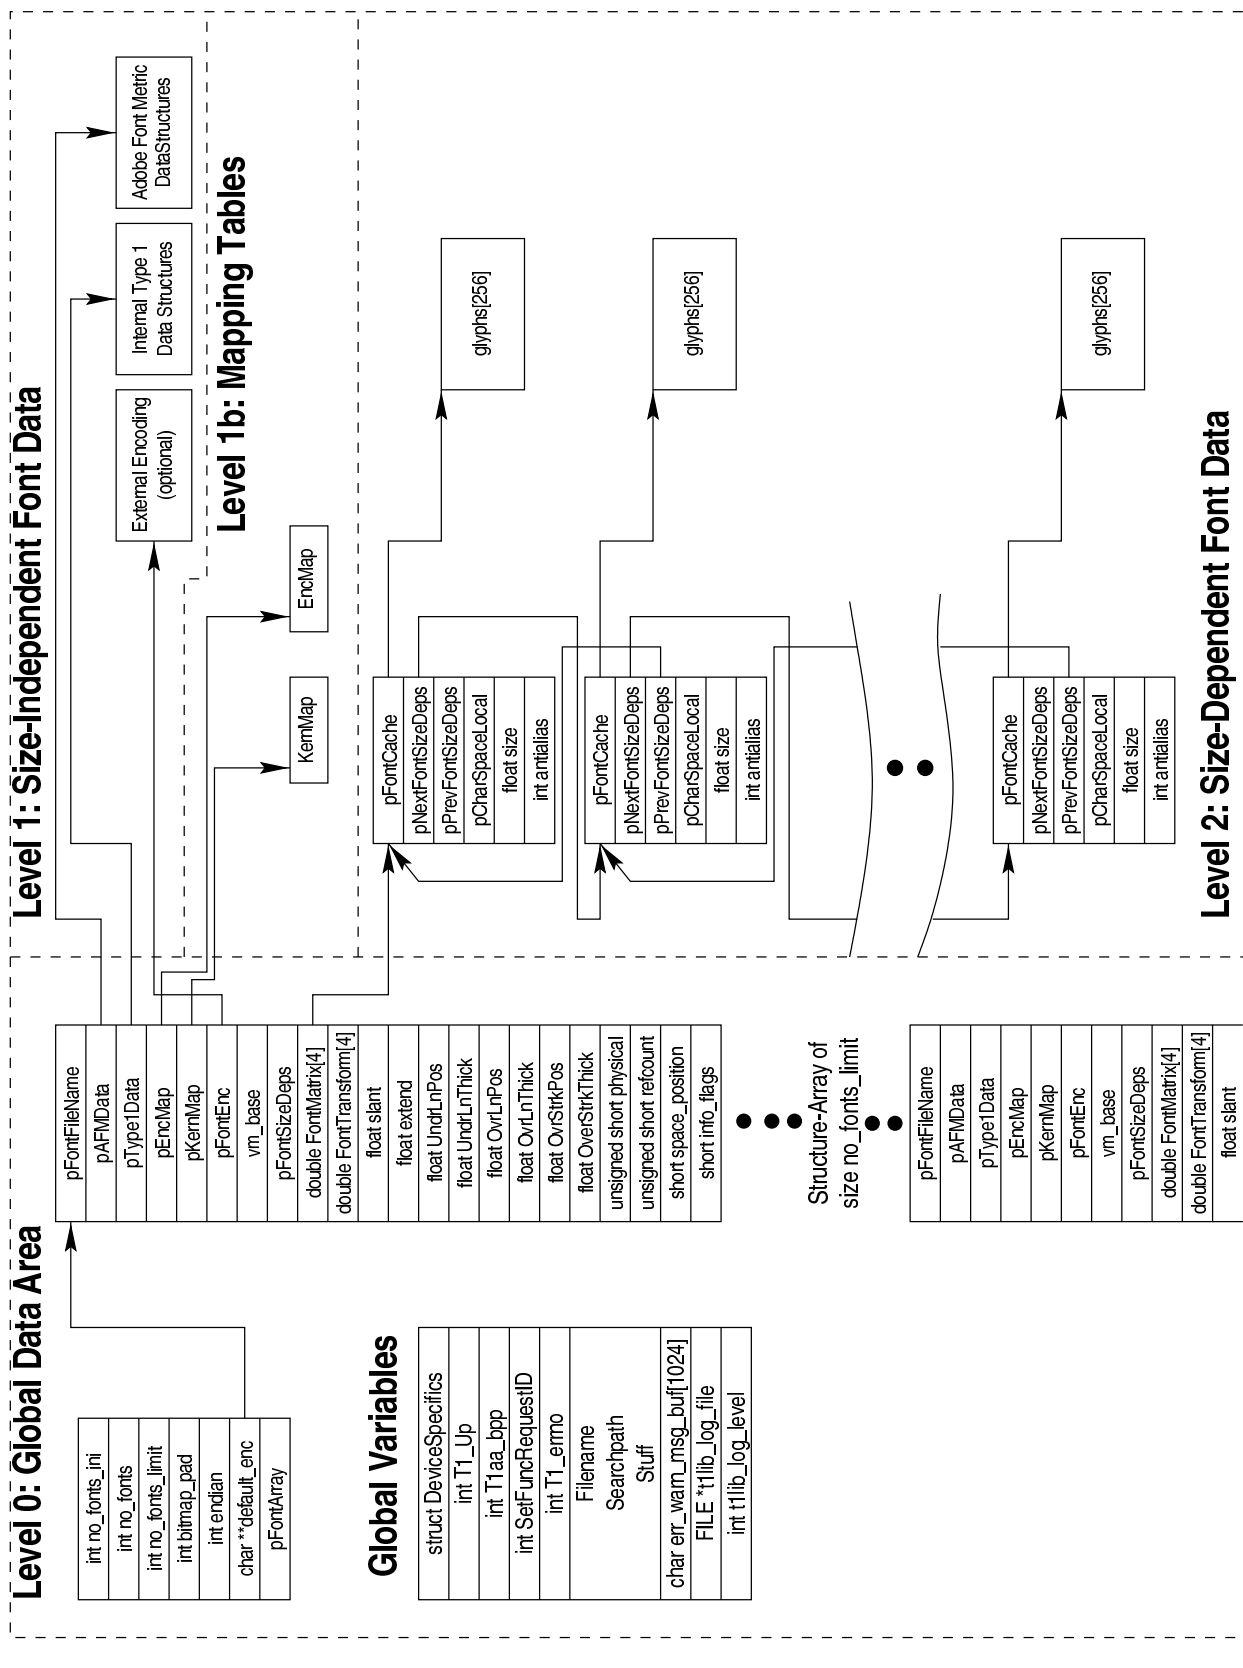 Level 0: Global Data Area
int no_fonts_ini
int no_fonts
int no_fonts_limit
int bitmap_pad
int endian
char **default_enc
pFontArray
Global Variables
struct DeviceSpecifics
int T1_Up
int T1aa_bpp
int SetFuncRequestID
int T1_errno
Filename
Searchpath
Stuff
char err_warn_msg_buf[1024]
FILE *t1lib_log_file
int t1lib_log_level
pFontFileName
pAFMData
pType1Data
pEncMap
pKernMap
pFontEnc
vm_base
pFontSizeDeps
double FontMatrix[4]
double FontTransform[4]
float slant
float extend
float UndrLnPos
float UndrLnThick
float OvrLnPos
float OvrLnThick
float OvrStrkPos
float OverStrkThick
unsigned short physical
unsigned short refcount
short space_position
short info_flags
Structure-Array of
size no_fonts_limit
pFontFileName
pAFMData
pType1Data
pEncMap
pKernMap
pFontEnc
vm_base
pFontSizeDeps
double FontMatrix[4]
double FontTransform[4]
float slant
Level 1: Size-Independent Font Data
External Encoding
(optional)
Internal Type 1
Data Structures
Adobe Font Metric
DataStructures
Level 1b: Mapping Tables
KernMap
EncMap
pFontCache
pNextFontSizeDeps
pPrevFontSizeDeps
pCharSpaceLocal
float size
int antialias
glyphs[256]
pFontCache
pNextFontSizeDeps
pPrevFontSizeDeps
pCharSpaceLocal
float size
int antialias
glyphs[256]
pFontCache
pNextFontSizeDeps
pPrevFontSizeDeps
pCharSpaceLocal
float size
int antialias
glyphs[256]
Level 2: Size-Dependent Font Data